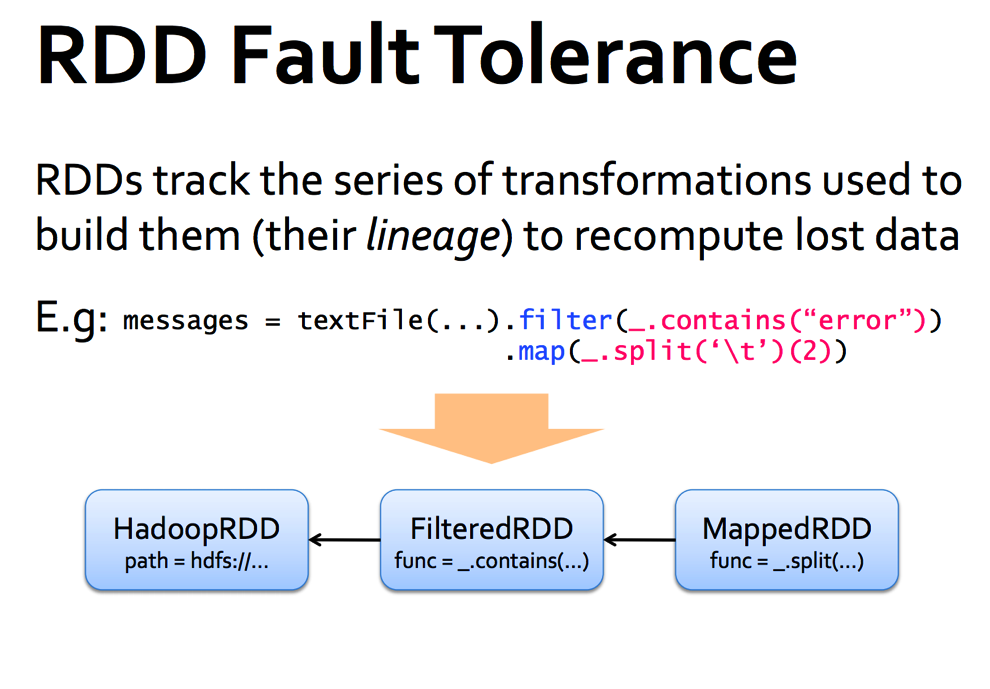 RDD Fault Tolerance
RDDs track the series of transformations used to
build them (their lineage) to recompute lost data
E.g: messages = textFile(...).filter(_.contains(“error”))
.map(_.split(‘\t’)(2))
HadoopRDD
path = hdfs://…
FilteredRDD
func = _.contains(...)
MappedRDD
func = _.split(…)